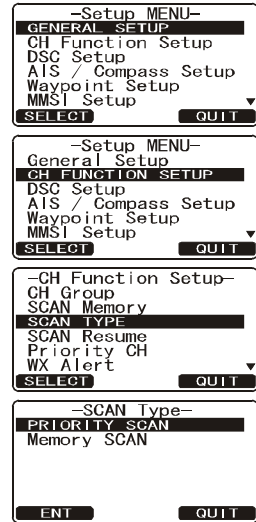 –Setup MENU–
GENERAL SETUP
CH Function Setup
DSC Setup
AIS / Compass Setup
Waypoint Setup
MMSI Setup ▼
SELECT QUIT
–Setup MENU–
General Setup
CH FUNCTION SETUP
DSC Setup
AIS / Compass Setup
Waypoint Setup
MMSI Setup ▼
SELECT QUIT
–CH Function Setup–
CH Group
SCAN Memory
SCAN TYPE
SCAN Resume
Priority CH
WX Alert ▼
SELECT QUIT
–SCAN Type–
PRIORITY SCAN
Memory SCAN
ENT QUIT